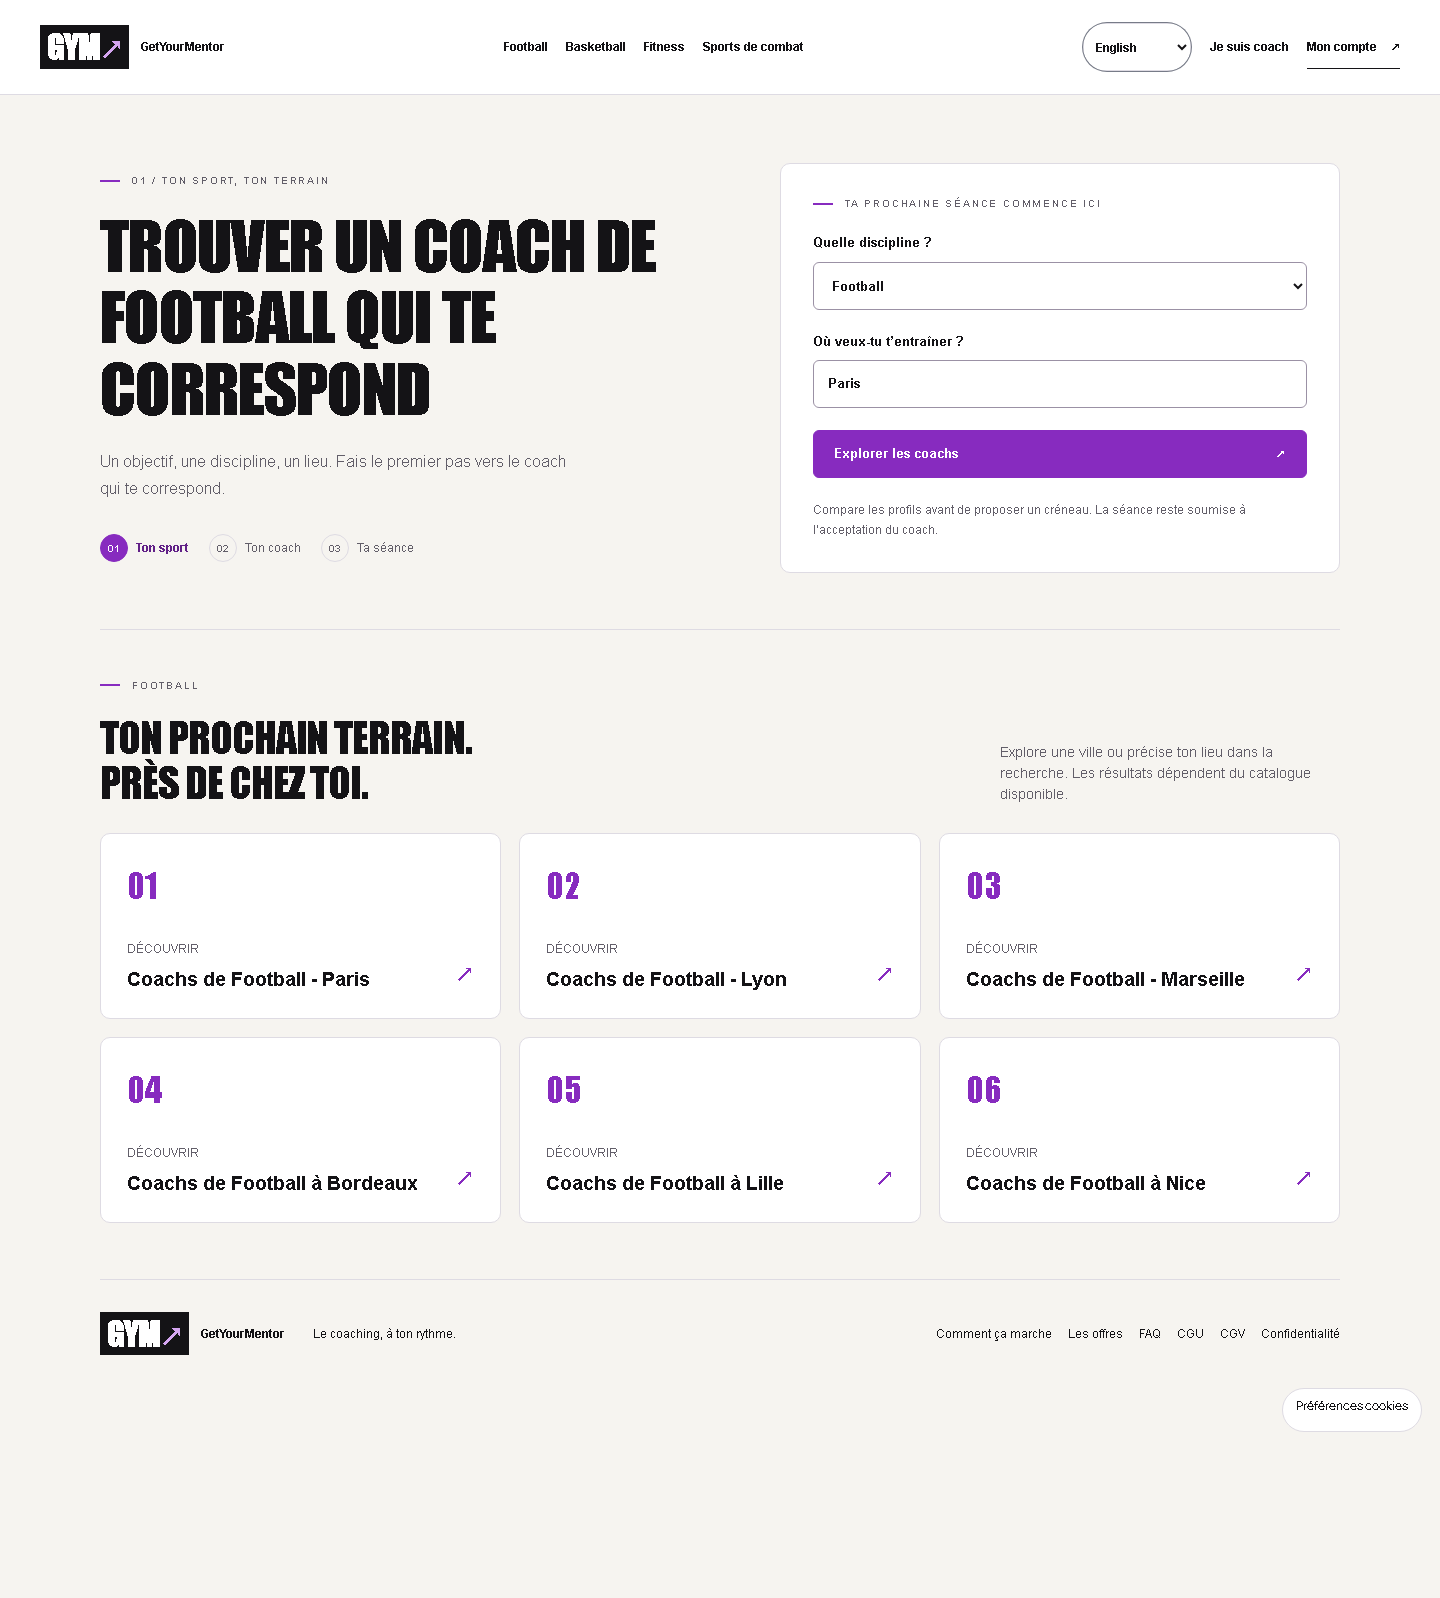 GYM↗ GetYourMentor
Football Basketball Fitness Sports de combat
English Je suis coach Mon compte ↗
01 / TON SPORT, TON TERRAIN
TROUVER UN COACH DE
FOOTBALL QUI TE
CORRESPOND
Un objectif, une discipline, un lieu. Fais le premier pas vers le coach
qui te correspond.
01 Ton sport 02 Ton coach 03 Ta séance
TA PROCHAINE SÉANCE COMMENCE ICI
Quelle discipline ?
Football
Où veux-tu t’entraîner ?
Paris
Explorer les coachs ↗
Compare les profils avant de proposer un créneau. La séance reste soumise à
l’acceptation du coach.
FOOTBALL
TON PROCHAIN TERRAIN.
PRÈS DE CHEZ TOI.
Explore une ville ou précise ton lieu dans la
recherche. Les résultats dépendent du catalogue
disponible.
01
DÉCOUVRIR
Coachs de Football - Paris ↗
02
DÉCOUVRIR
Coachs de Football - Lyon ↗
03
DÉCOUVRIR
Coachs de Football - Marseille ↗
04
DÉCOUVRIR
Coachs de Football à Bordeaux ↗
05
DÉCOUVRIR
Coachs de Football à Lille ↗
06
DÉCOUVRIR
Coachs de Football à Nice ↗
GYM↗ GetYourMentor Le coaching, à ton rythme.
Comment ça marche Les offres FAQ CGU CGV Confidentialité
Préférences cookies